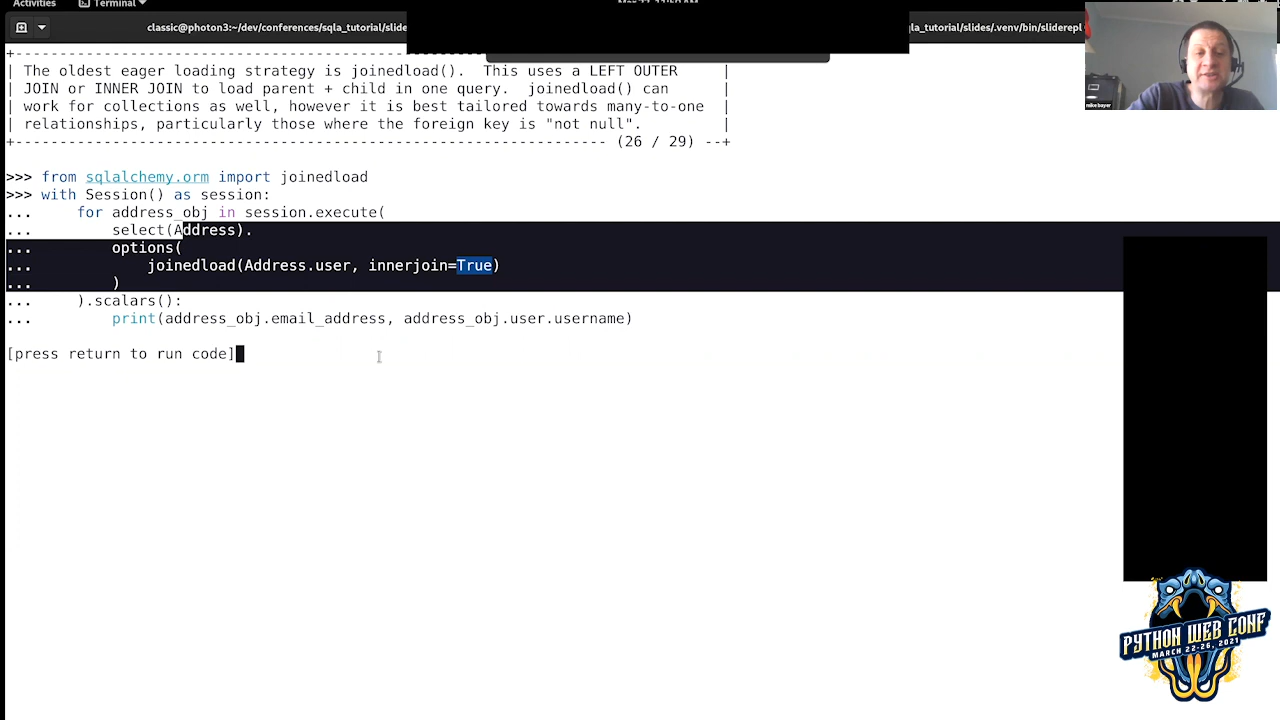 Activities
Terminal
classic@photon3:~/dev/conferences/sqla_tutorial/slide
qla_tutorial/slides/.venv/bin/sliderepl
mike bayer
+------------------------------------------------------------------
| The oldest eager loading strategy is joinedload().  This uses a LEFT OUTER |
| JOIN or INNER JOIN to load parent + child in one query.  joinedload() can |
| work for collections as well, however it is best tailored towards many-to-one |
| relationships, particularly those where the foreign key is "not null". |
+------------------------------------------------------------------- (26 / 29) --+
>>> from sqlalchemy.orm import joinedload
>>> with Session() as session:
...     for address_obj in session.execute(
...         select(Address).
...         options(
...             joinedload(Address.user, innerjoin=True)
...         )
...     ).scalars():
...         print(address_obj.email_address, address_obj.user.username)
[press return to run code]
PYTHON WEB CONF
MARCH 22-26, 2021